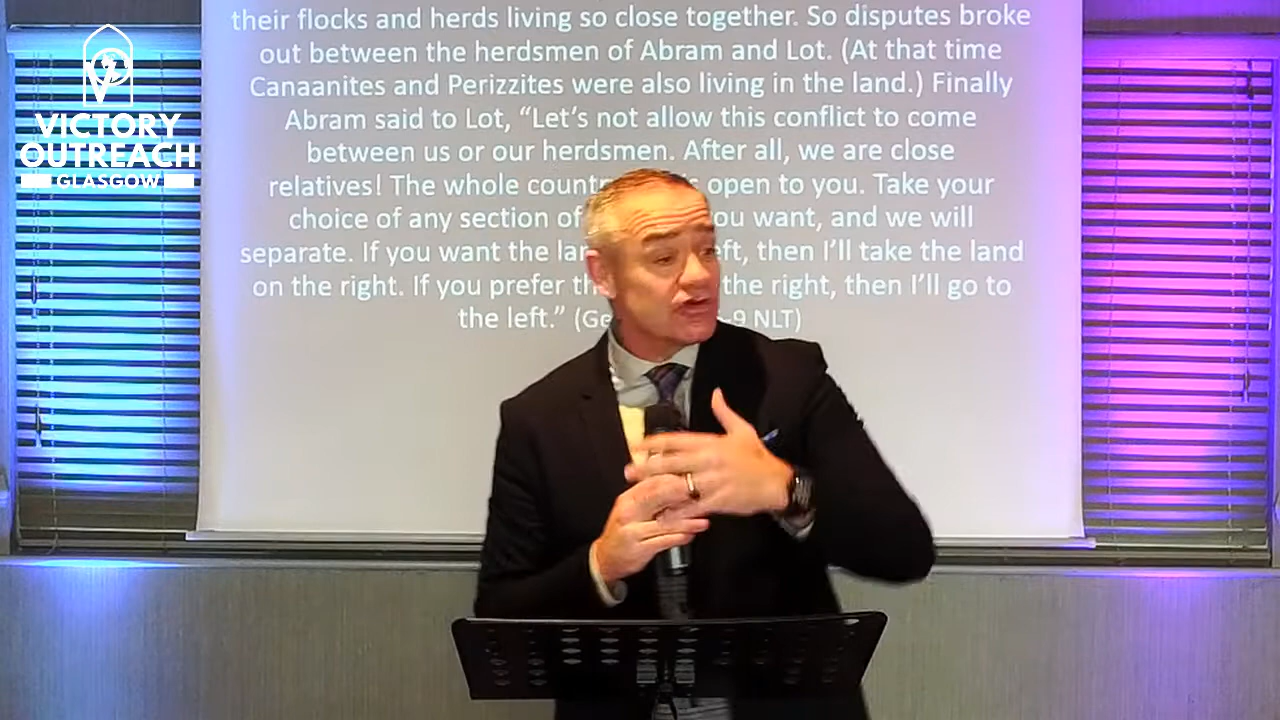 VICTORY
OUTREACH
GLASGOW
their flocks and herds living so close together. So disputes broke
out between the herdsmen of Abram and Lot. (At that time
Canaanites and Perizzites were also living in the land.) Finally
Abram said to Lot, “Let’s not allow this conflict to come
between us or our herdsmen. After all, we are close
relatives! The whole open to you. Take your
choice of any section of want, and we will
separate. If you want the then I’ll take the land
on the right. If you prefer the right, then I’ll go to
the left.” -9 NLT)